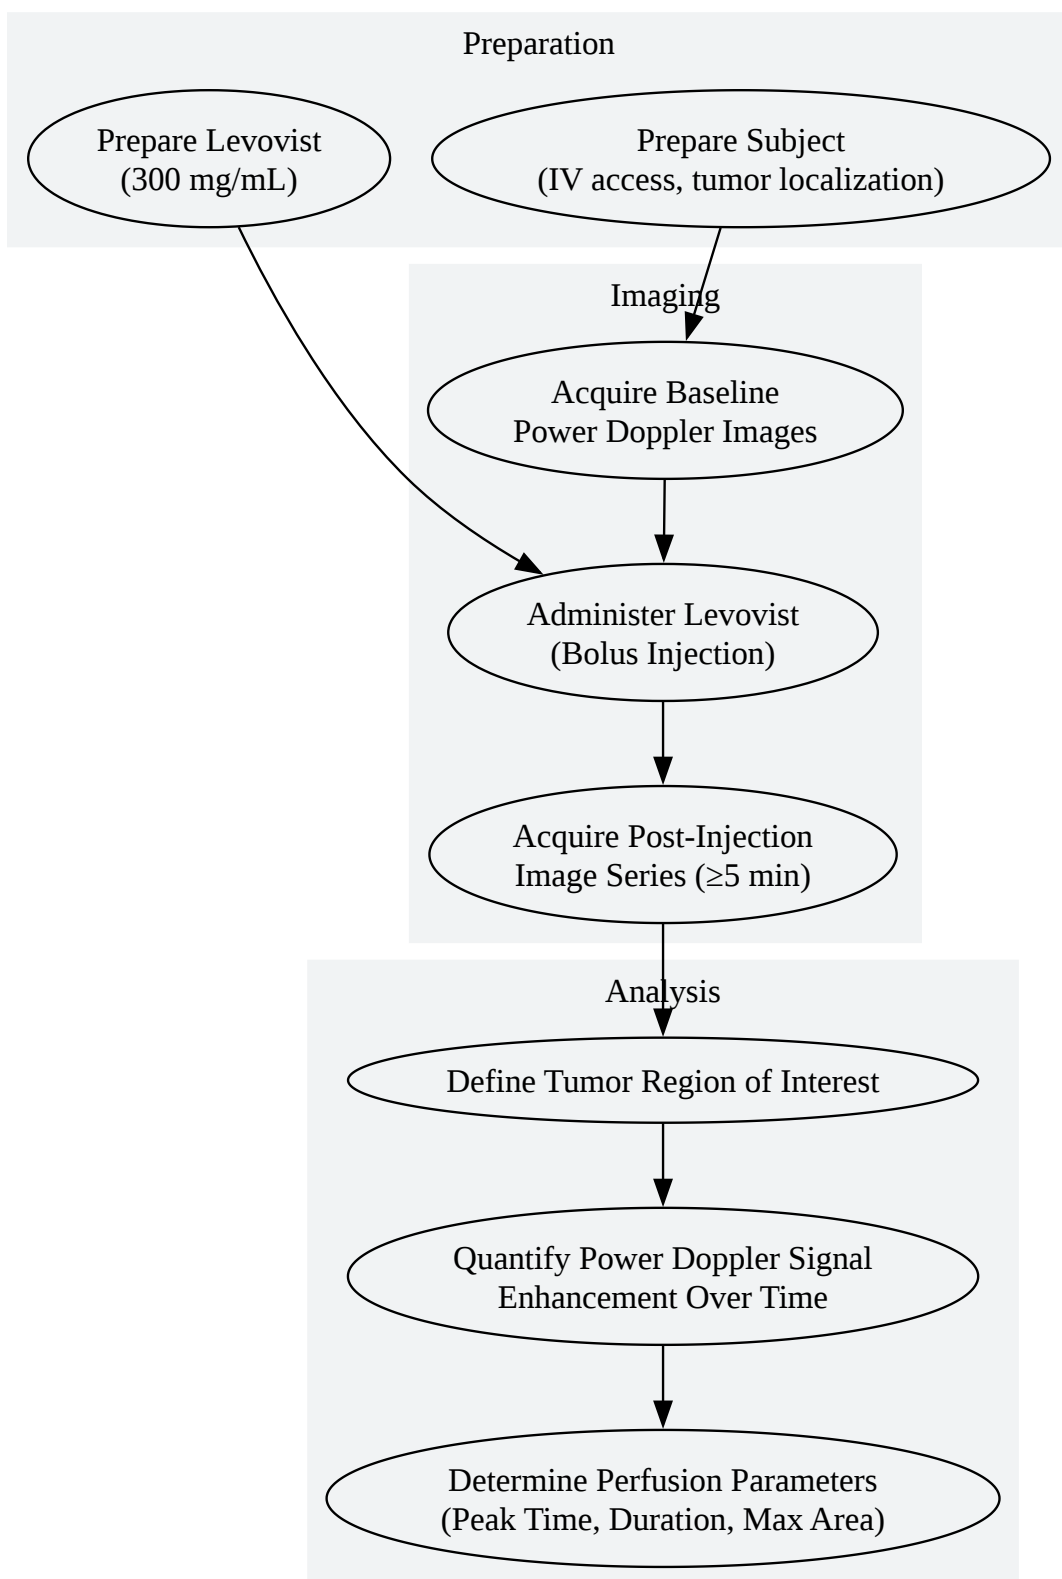 Preparation
Prepare Levovist
(300 mg/mL)
Prepare Subject
(IV access, tumor localization)
Imaging
Acquire Baseline
Power Doppler Images
Administer Levovist
(Bolus Injection)
Acquire Post-Injection
Image Series (≥5 min)
Analysis
Define Tumor Region of Interest
Quantify Power Doppler Signal
Enhancement Over Time
Determine Perfusion Parameters
(Peak Time, Duration, Max Area)